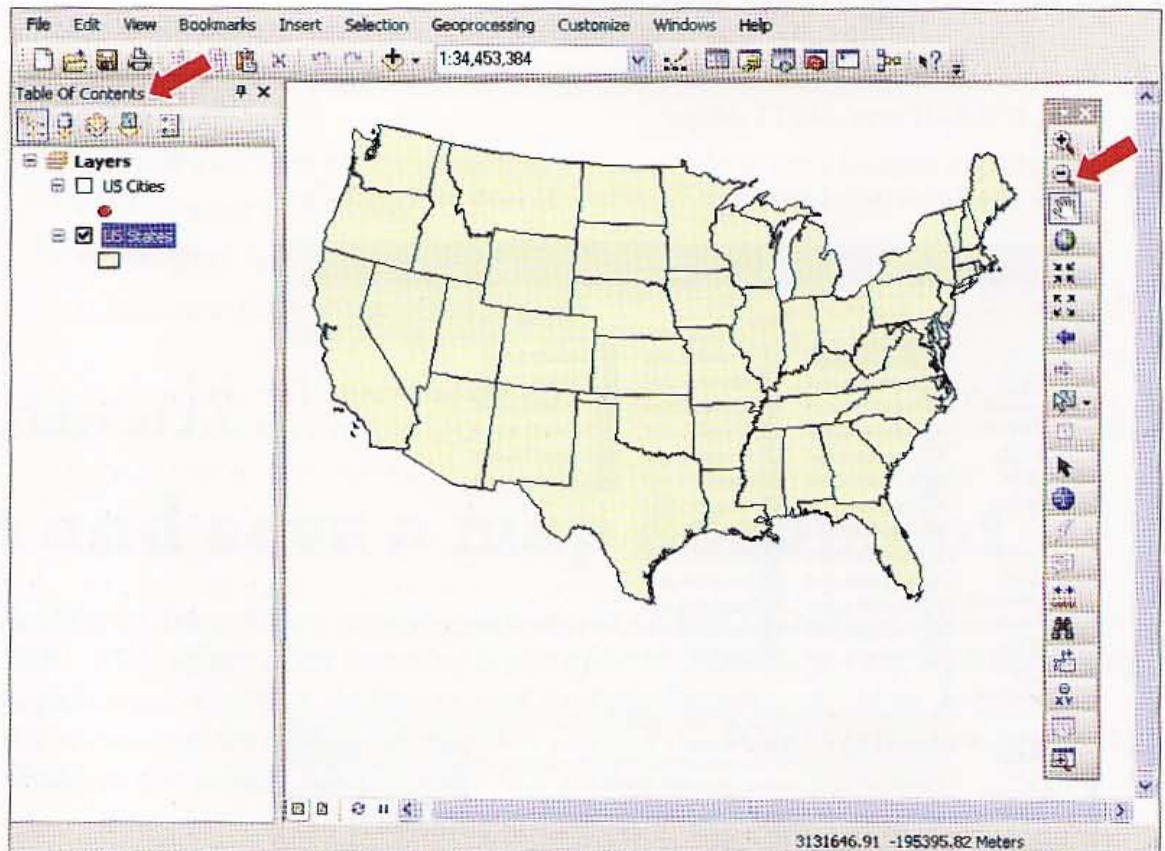 File Edit View Bookmarks Insert Selection Geoprocessing Customize Windows Help
1:34,453,384
Table Of Contents
Layers
US Cities
US States
XY
3131646.91 -195395.82 Meters